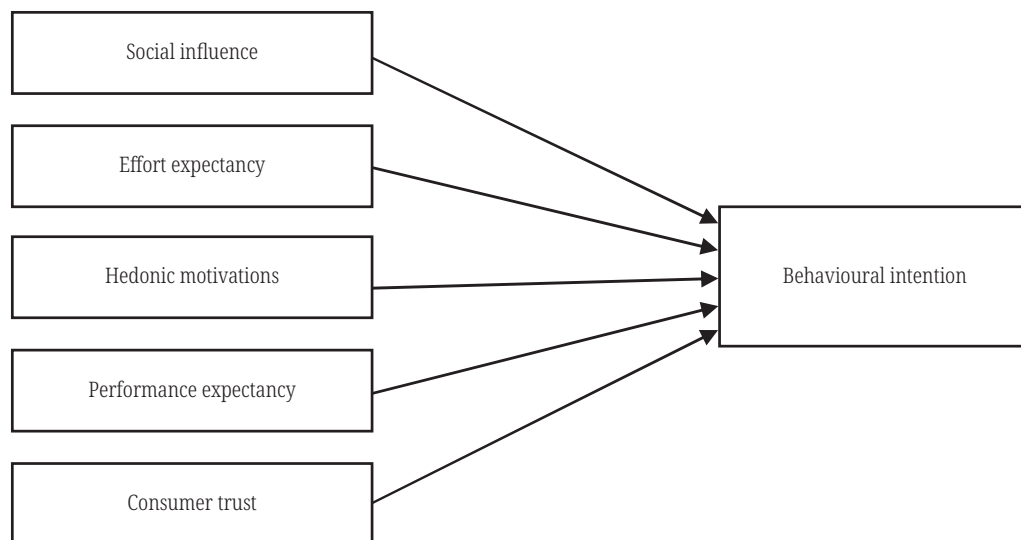 Social influence
Effort expectancy
Hedonic motivations
Performance expectancy
Consumer trust
Behavioural intention